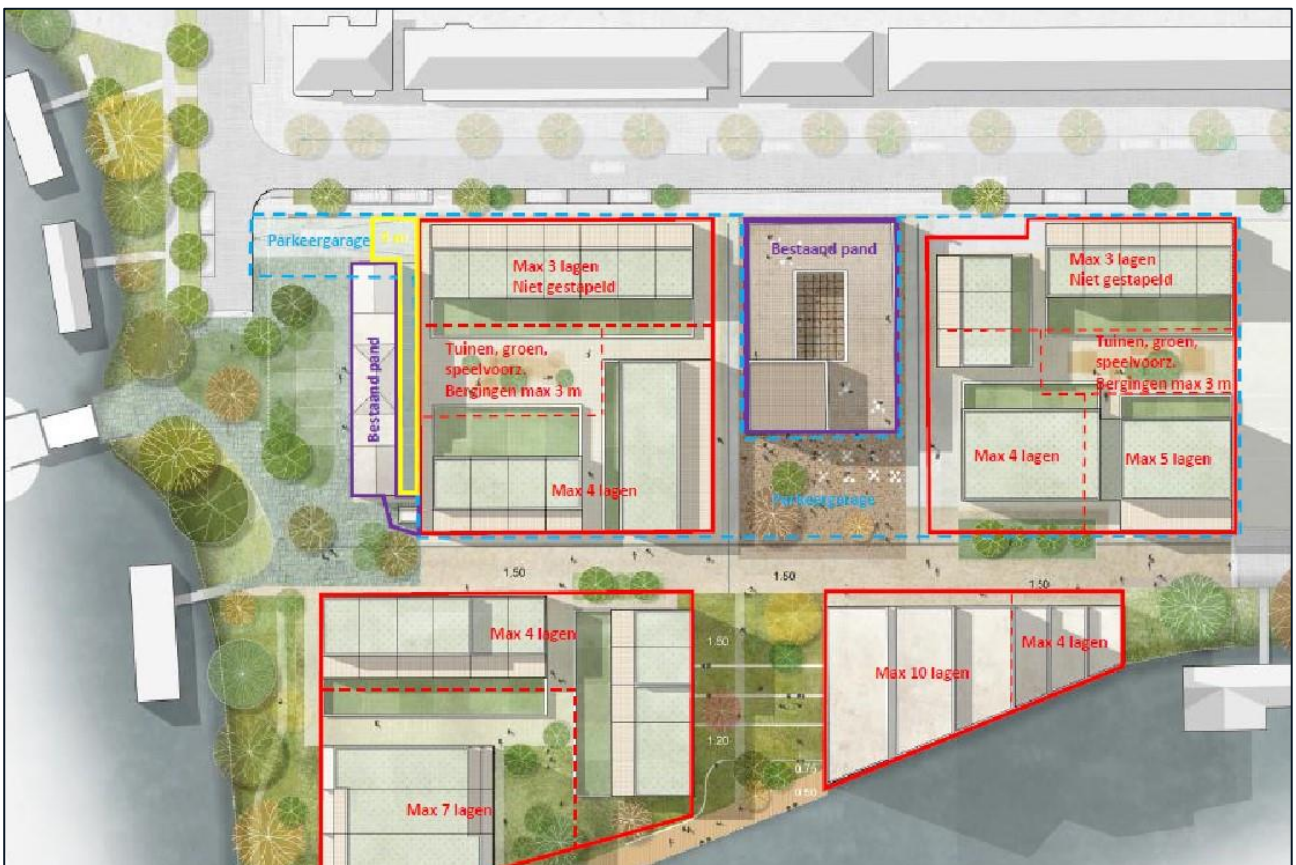 Parkeergarage
Bestaand pand
Max 3 lagen
Niet gestapeld
Bestaand pand
Max 3 lagen
Niet gestapeld
Tuinen, groen,
speelvoorz.
Bergingen max 3 m
Tuinen, groen,
speelvoorz.
Bergingen max 3 m
Max 4 lagen
Max 4 lagen
Max 5 lagen
Parkeergarage
1.50
1.50
1.50
Max 4 lagen
1.50
Max 10 lagen
Max 4 lagen
1.20
0.75
0.50
Max 7 lagen